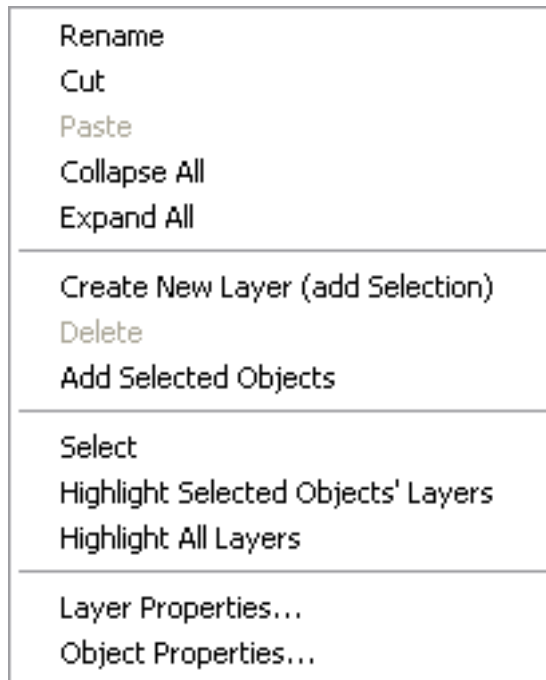 Rename
Cut
Paste
Collapse All
Expand All
Create New Layer (add Selection)
Delete
Add Selected Objects
Select
Highlight Selected Objects' Layers
Highlight All Layers
Layer Properties...
Object Properties...